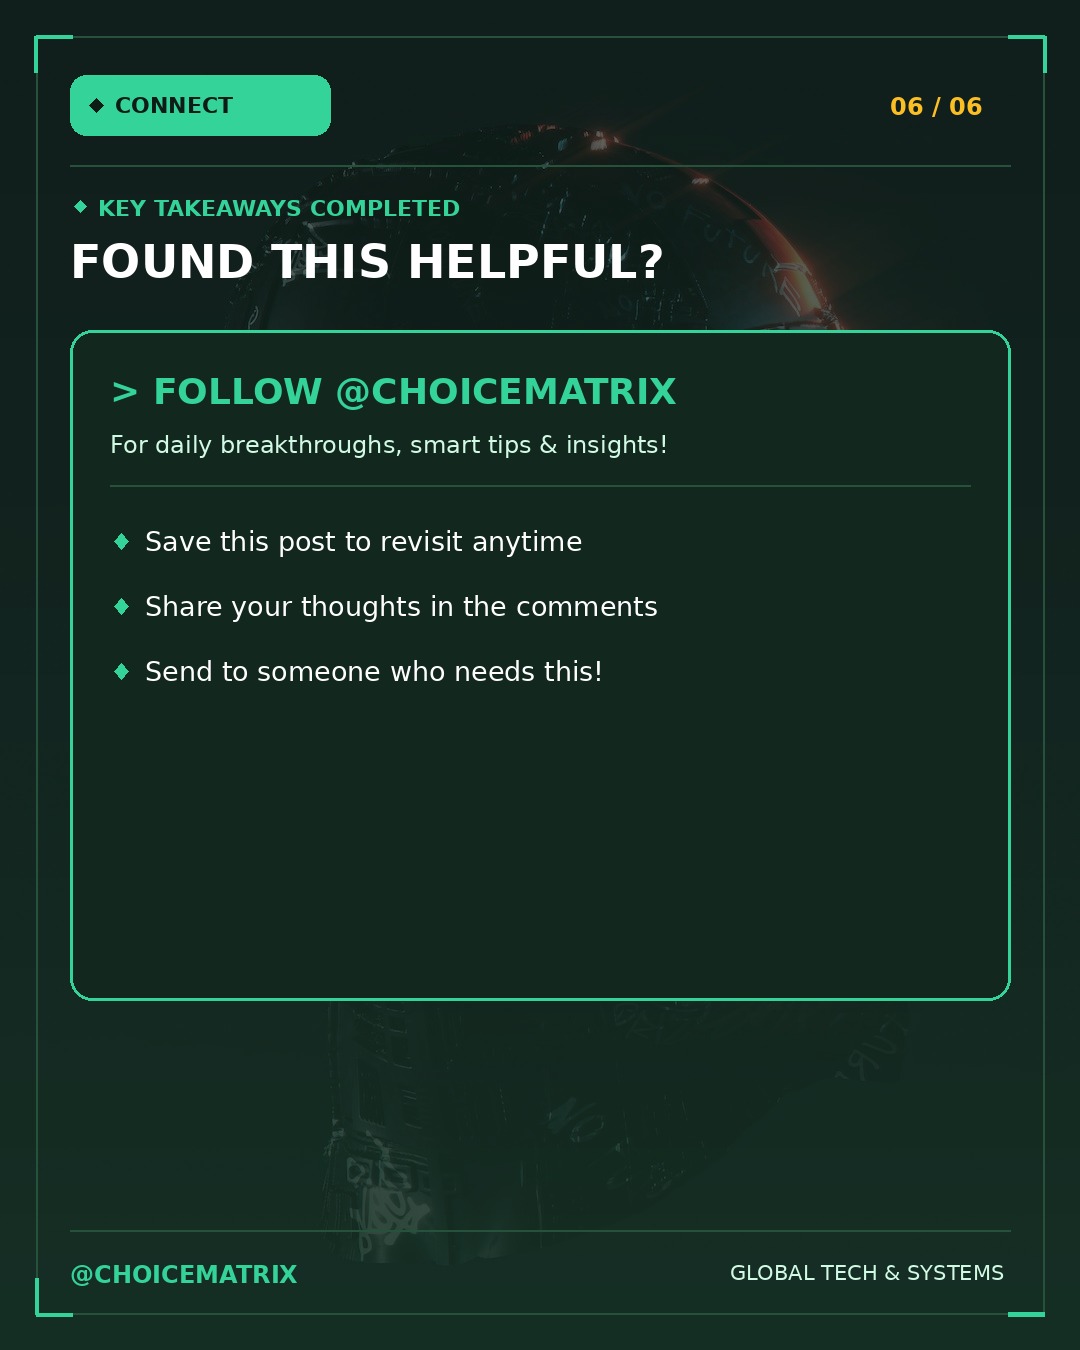 ◆ CONNECT
06 / 06
◆ KEY TAKEAWAYS COMPLETED
FOUND THIS HELPFUL?
> FOLLOW @CHOICEMATRIX
For daily breakthroughs, smart tips & insights!
♦ Save this post to revisit anytime
♦ Share your thoughts in the comments
♦ Send to someone who needs this!
@CHOICEMATRIX
GLOBAL TECH & SYSTEMS